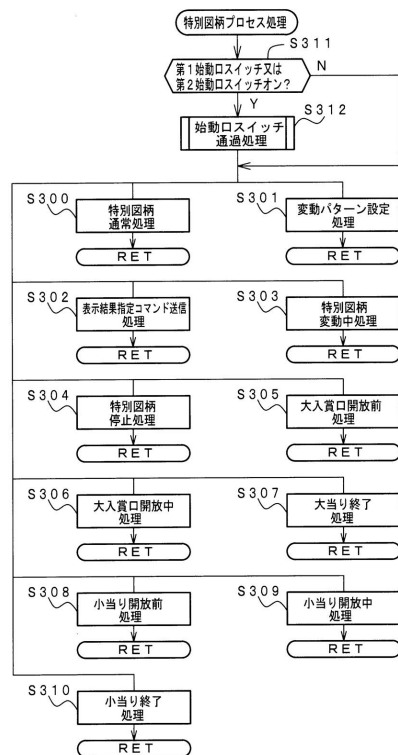 特別図柄プロセス処理
S311
第1始動口スイッチ又は
第2始動口スイッチオン?
N
Y
S312
始動口スイッチ
通過処理
S300
特別図柄
通常処理
RET
S301
変動パターン設定
処理
RET
S302
表示結果指定コマンド送信
処理
RET
S303
特別図柄
変動中処理
RET
S304
特別図柄
停止処理
RET
S305
大入賞口開放前
処理
RET
S306
大入賞口開放中
処理
RET
S307
大当り終了
処理
RET
S308
小当り開放前
処理
RET
S309
小当り開放中
処理
RET
S310
小当り終了
処理
RET